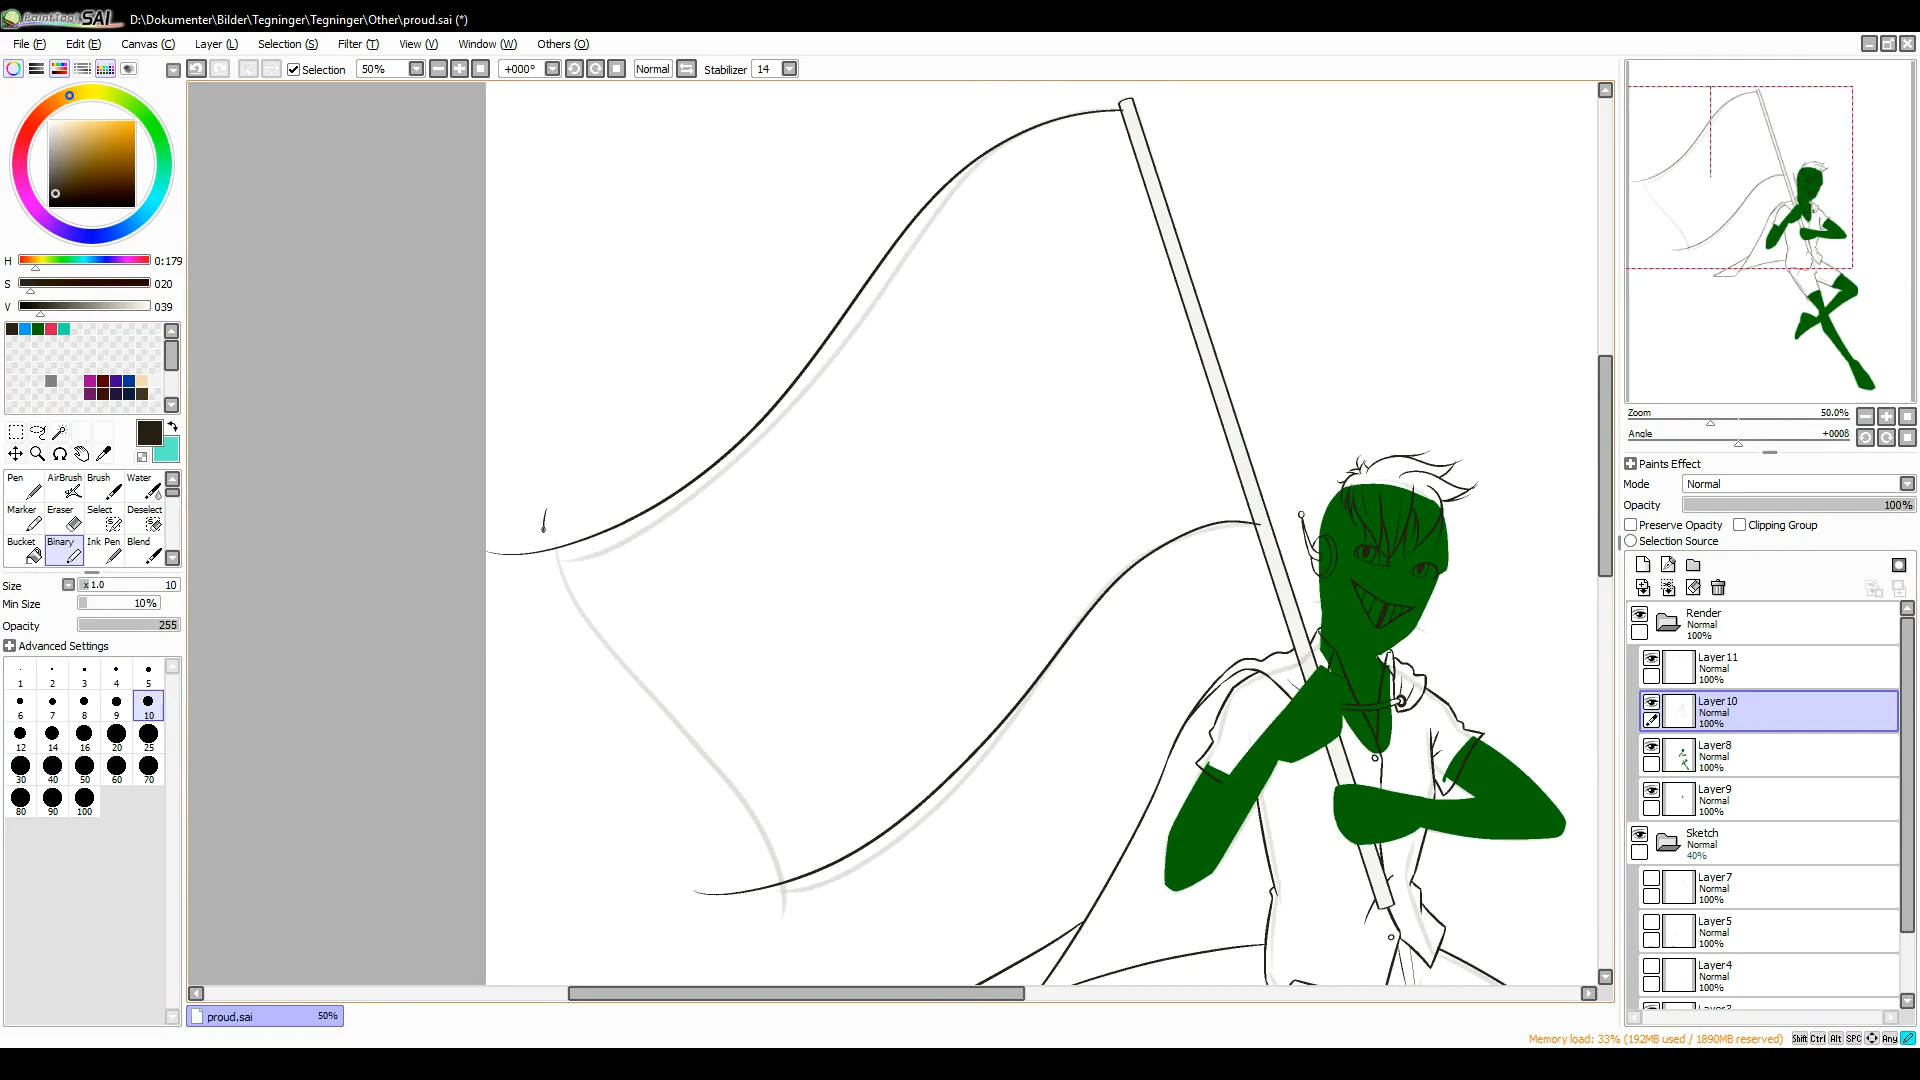 PaintTool SAI D:\Dokumenter\Bilder\Tegninger\Tegninger\Other\proud.sai (*)
File (F) Edit (E) Canvas (C) Layer (L) Selection (S) Filter (T) View (V) Window (W) Others (O)
Selection 50% +000° Normal Stabilizer 14
H 0:179
S 020
V 039
Pen AirBrush Brush Water
Marker Eraser Select Deselect
Bucket Binary Ink Pen Blend
Size x 1.0 10
Min Size 10%
Opacity 255
Advanced Settings
1 2 3 4 5
6 7 8 9 10
12 14 16 20 25
30 40 50 60 70
80 90 100
proud.sai 50%
Zoom 50.0%
Angle
Paints Effect
Mode Normal
Opacity 100%
Preserve Opacity Clipping Group
Selection Source
Render
Normal
100%
Layer11
Normal
100%
Layer10
Normal
100%
Layer8
Normal
100%
Layer9
Normal
100%
Sketch
Normal
40%
Layer7
Normal
100%
Layer5
Normal
100%
Layer4
Normal
100%
Memory load: 33% (192MB used / 1890MB reserved) Shift Ctrl Alt SPC Any